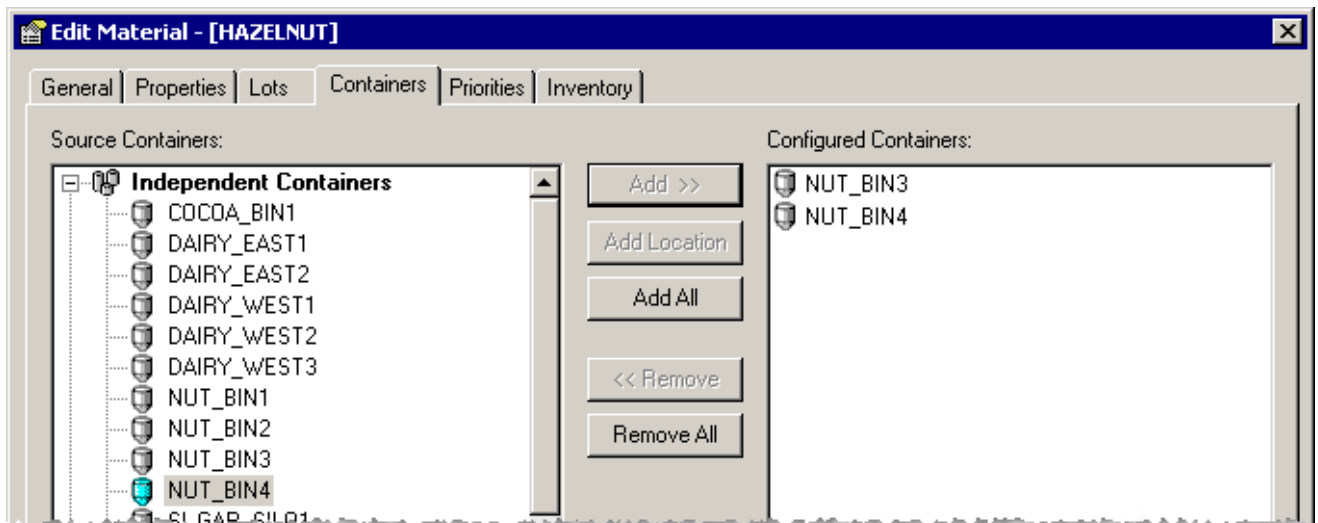 Edit Material - [HAZELNUT]
General Properties Lots Containers Priorities Inventory
Source Containers:
Independent Containers
COCOA_BIN1
DAIRY_EAST1
DAIRY_EAST2
DAIRY_WEST1
DAIRY_WEST2
DAIRY_WEST3
NUT_BIN1
NUT_BIN2
NUT_BIN3
NUT_BIN4
Add >>
Add Location
Add All
<< Remove
Remove All
Configured Containers:
NUT_BIN3
NUT_BIN4